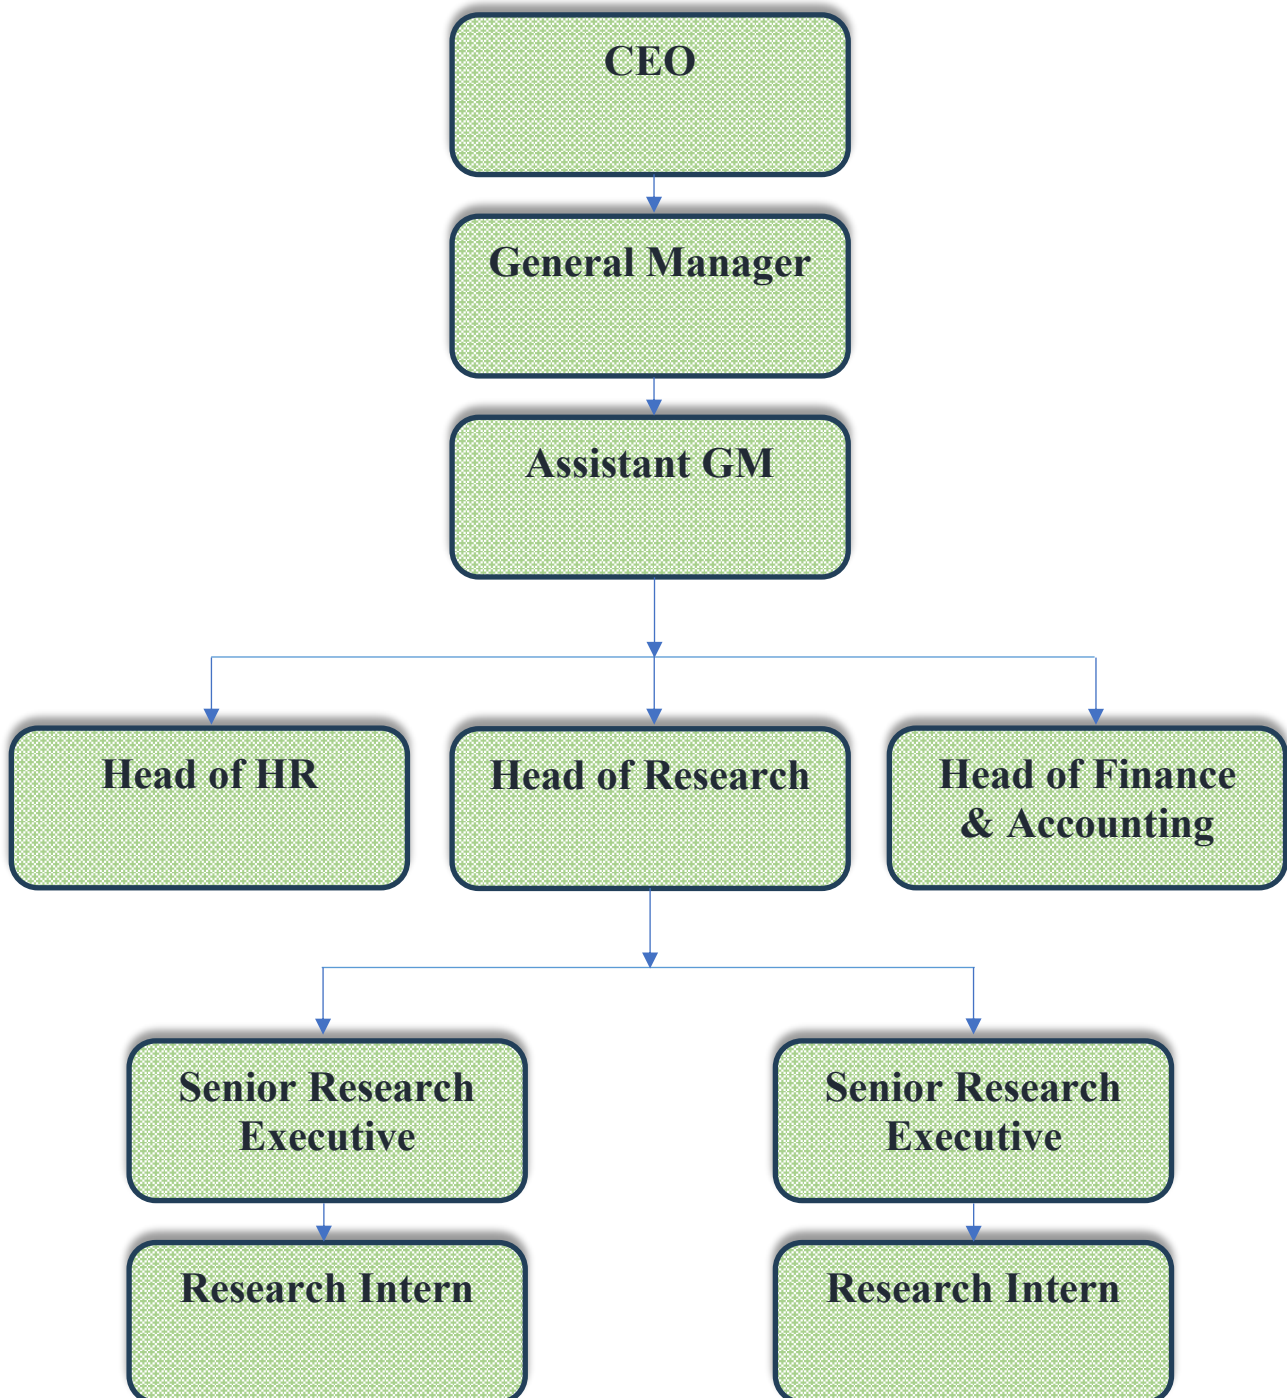 CEO
General Manager
Assistant GM
Head of HR
Head of Research
Head of Finance
& Accounting
Senior Research
Executive
Senior Research
Executive
Research Intern
Research Intern